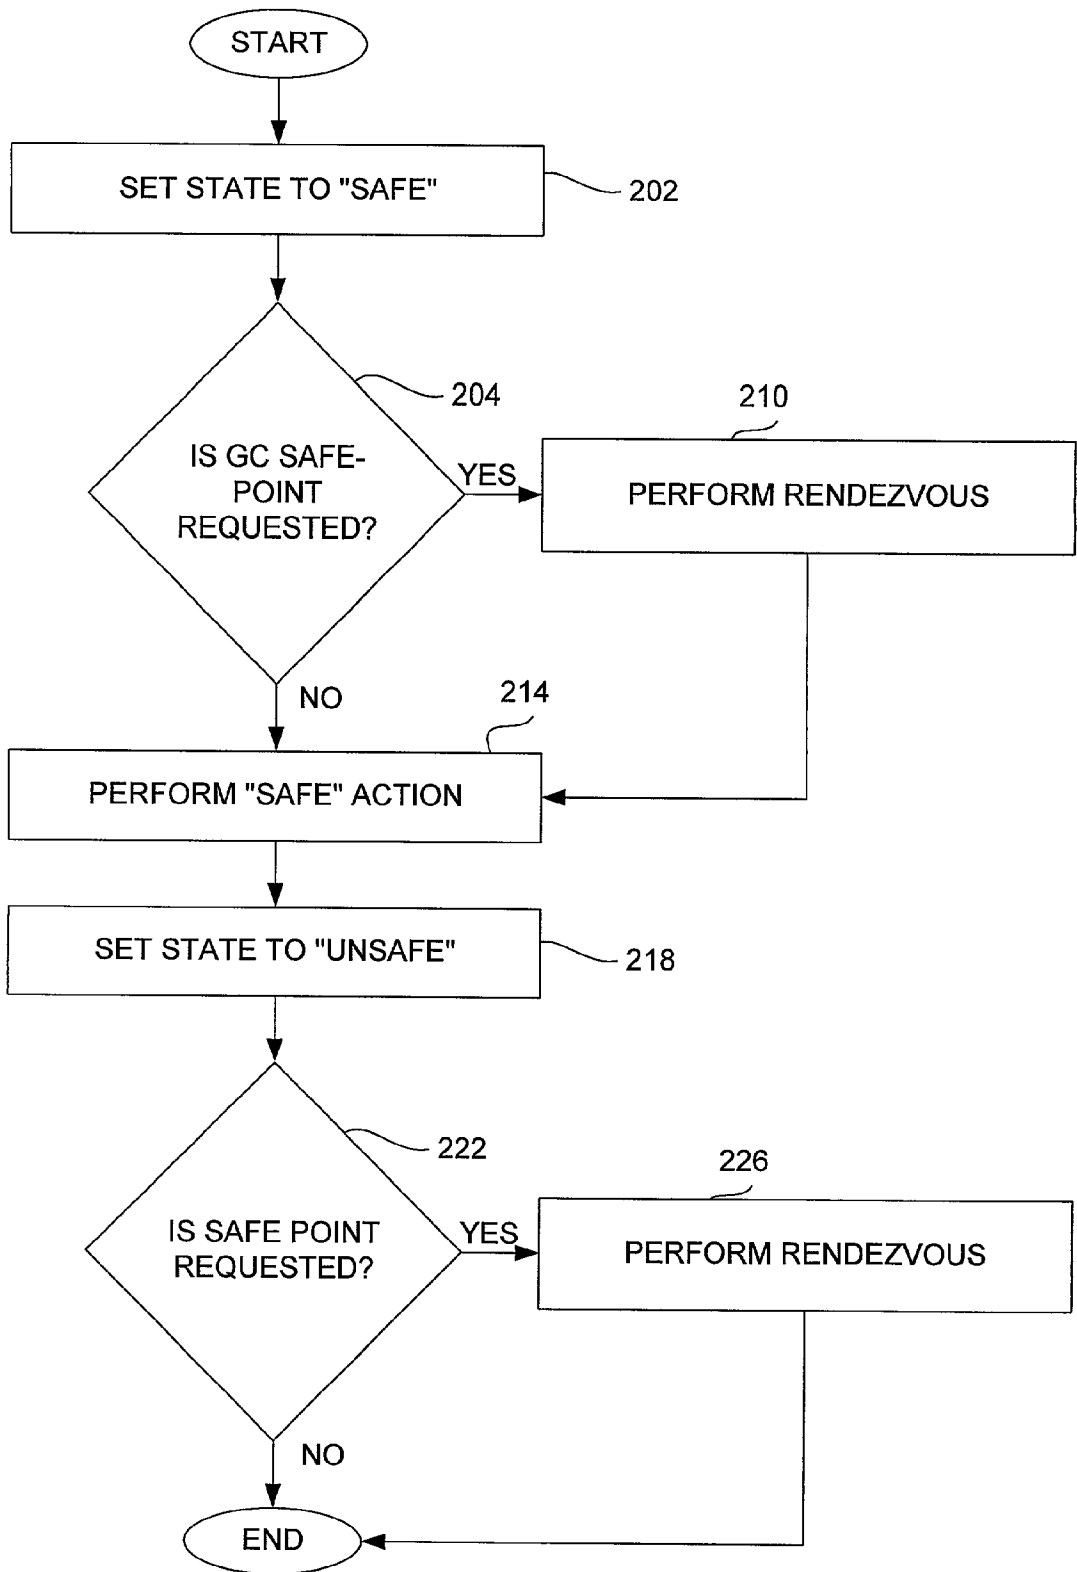 START
SET STATE TO "SAFE"
202
204
IS GC SAFE-
POINT
REQUESTED?
YES
210
PERFORM RENDEZVOUS
NO
214
PERFORM "SAFE" ACTION
SET STATE TO "UNSAFE"
218
222
IS SAFE POINT
REQUESTED?
YES
226
PERFORM RENDEZVOUS
NO
END